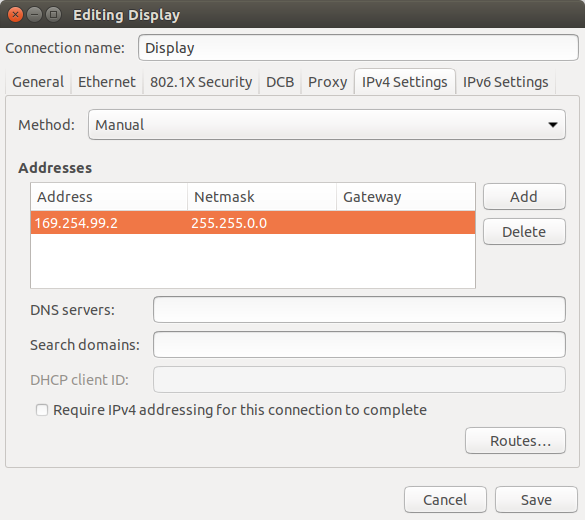 Editing Display
Connection name: Display
General Ethernet 802.1X Security DCB Proxy IPv4 Settings IPv6 Settings
Method: Manual
Addresses
Address Netmask Gateway Add
169.254.99.2 255.255.0.0
Delete
DNS servers:
Search domains:
DHCP client ID:
Require IPv4 addressing for this connection to complete
Routes...
Cancel Save